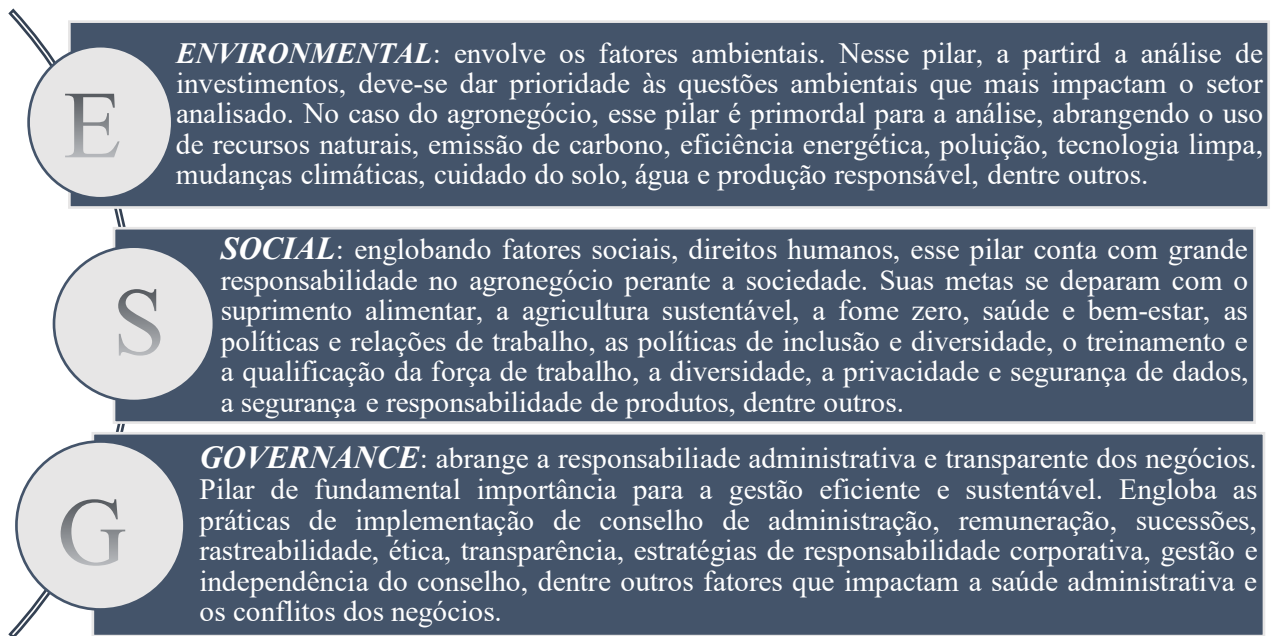 E
ENVIRONMENTAL: envolve os fatores ambientais. Nesse pilar, a partird a análise de
investimentos, deve-se dar prioridade às questões ambientais que mais impactam o setor
analisado. No caso do agronegócio, esse pilar é primordal para a análise, abrangendo o uso
de recursos naturais, emissão de carbono, eficiência energética, poluição, tecnologia limpa,
mudanças climáticas, cuidado do solo, água e produção responsável, dentre outros.
S
SOCIAL: englobando fatores sociais, direitos humanos, esse pilar conta com grande
responsabilidade no agronegócio perante a sociedade. Suas metas se deparam com o
suprimento alimentar, a agricultura sustentável, a fome zero, saúde e bem-estar, as
políticas e relações de trabalho, as políticas de inclusão e diversidade, o treinamento e
a qualificação da força de trabalho, a diversidade, a privacidade e segurança de dados,
a segurança e responsabilidade de produtos, dentre outros.
G
GOVERNANCE: abrange a responsabiliade administrativa e transparente dos negócios.
Pilar de fundamental importância para a gestão eficiente e sustentável. Engloba as
práticas de implementação de conselho de administração, remuneração, sucessões,
rastreabilidade, ética, transparência, estratégias de responsabilidade corporativa, gestão e
independência do conselho, dentre outros fatores que impactam a saúde administrativa e
os conflitos dos negócios.